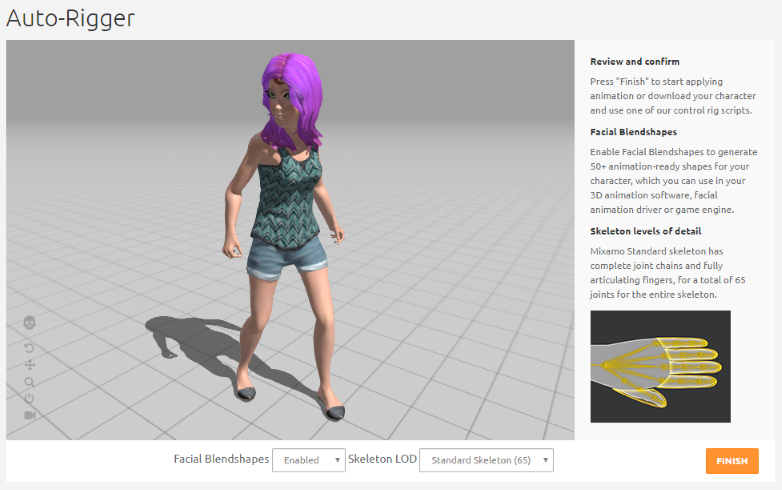 Auto-Rigger
Review and confirm
Press "Finish" to start applying
animation or download your character
and use one of our control rig scripts.
Facial Blendshapes
Enable Facial Blendshapes to generate
50+ animation-ready shapes for your
character, which you can use in your
3D animation software, facial
animation driver or game engine.
Skeleton levels of detail
Mixamo Standard skeleton has
complete joint chains and fully
articulating fingers, for a total of 65
joints for the entire skeleton.
Facial Blendshapes Enabled Skeleton LOD Standard Skeleton (65) FINISH